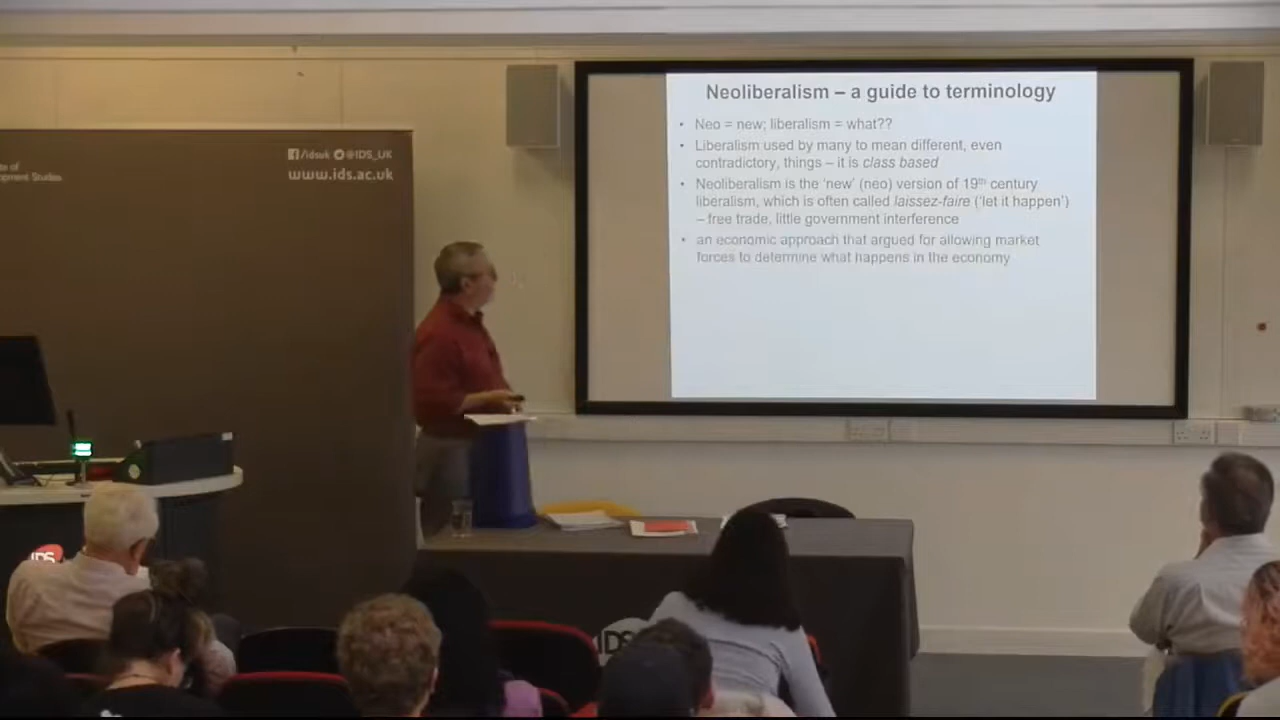 Neoliberalism – a guide to terminology
• Neo = new; liberalism = what??
• Liberalism used by many to mean different, even
contradictory, things – it is class based
• Neoliberalism is the 'new' (neo) version of 19th century
liberalism, which is often called laissez-faire ('let it happen')
– free trade, little government interference
• an economic approach that argued for allowing market
forces to determine what happens in the economy
/idsuk @IDS_UK
www.ids.ac.uk
of
Studies
IDS
IDS